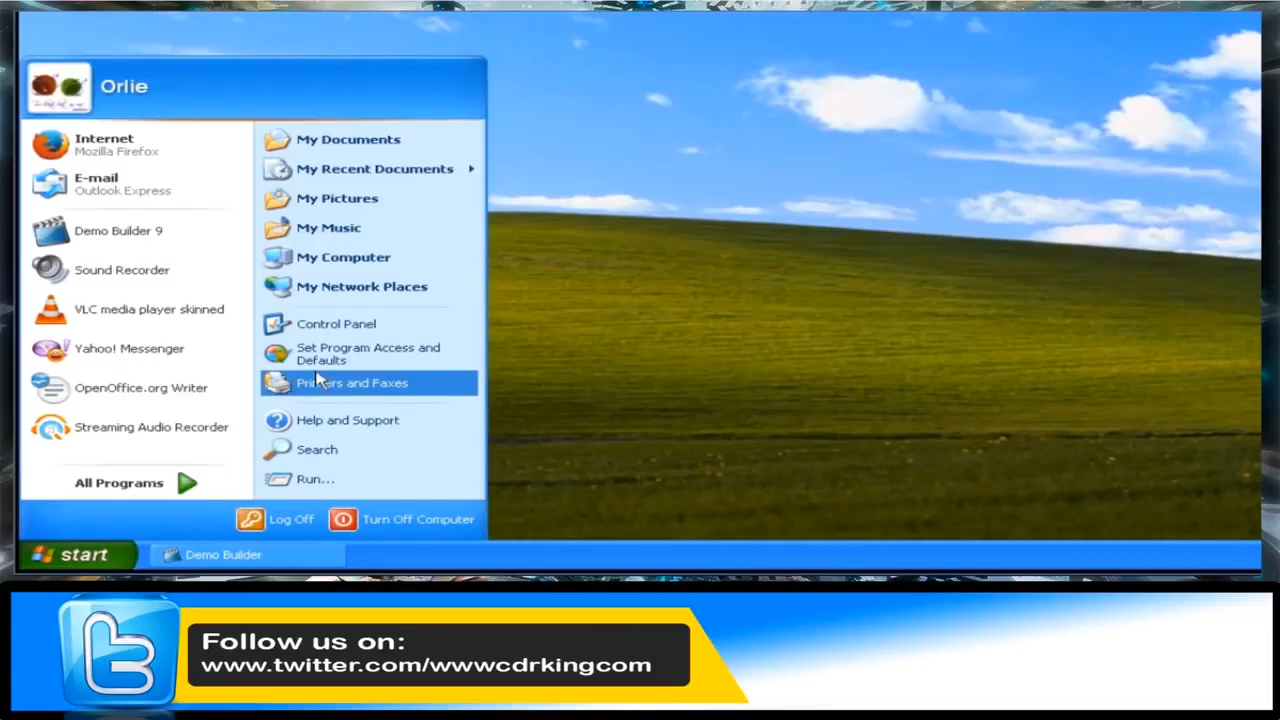 Orlie
Internet
Mozilla Firefox
E-mail
Outlook Express
Demo Builder 9
Sound Recorder
VLC media player skinned
Yahoo! Messenger
OpenOffice.org Writer
Streaming Audio Recorder
All Programs
My Documents
My Recent Documents
My Pictures
My Music
My Computer
My Network Places
Control Panel
Set Program Access and
Defaults
Printers and Faxes
Help and Support
Search
Run...
Log Off
Turn Off Computer
start
Demo Builder
Follow us on:
www.twitter.com/wwwcdrkingcom